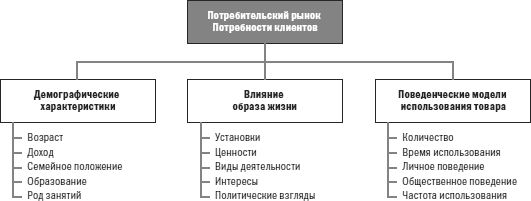 Потребительский рынок
Потребности клиентов
Демографические
характеристики
Возраст
Доход
Семейное положение
Образование
Род занятий
Влияние
образа жизни
Установки
Ценности
Виды деятельности
Интересы
Политические взгляды
Поведенческие модели
использования товара
Количество
Время использования
Личное поведение
Общественное поведение
Частота использования